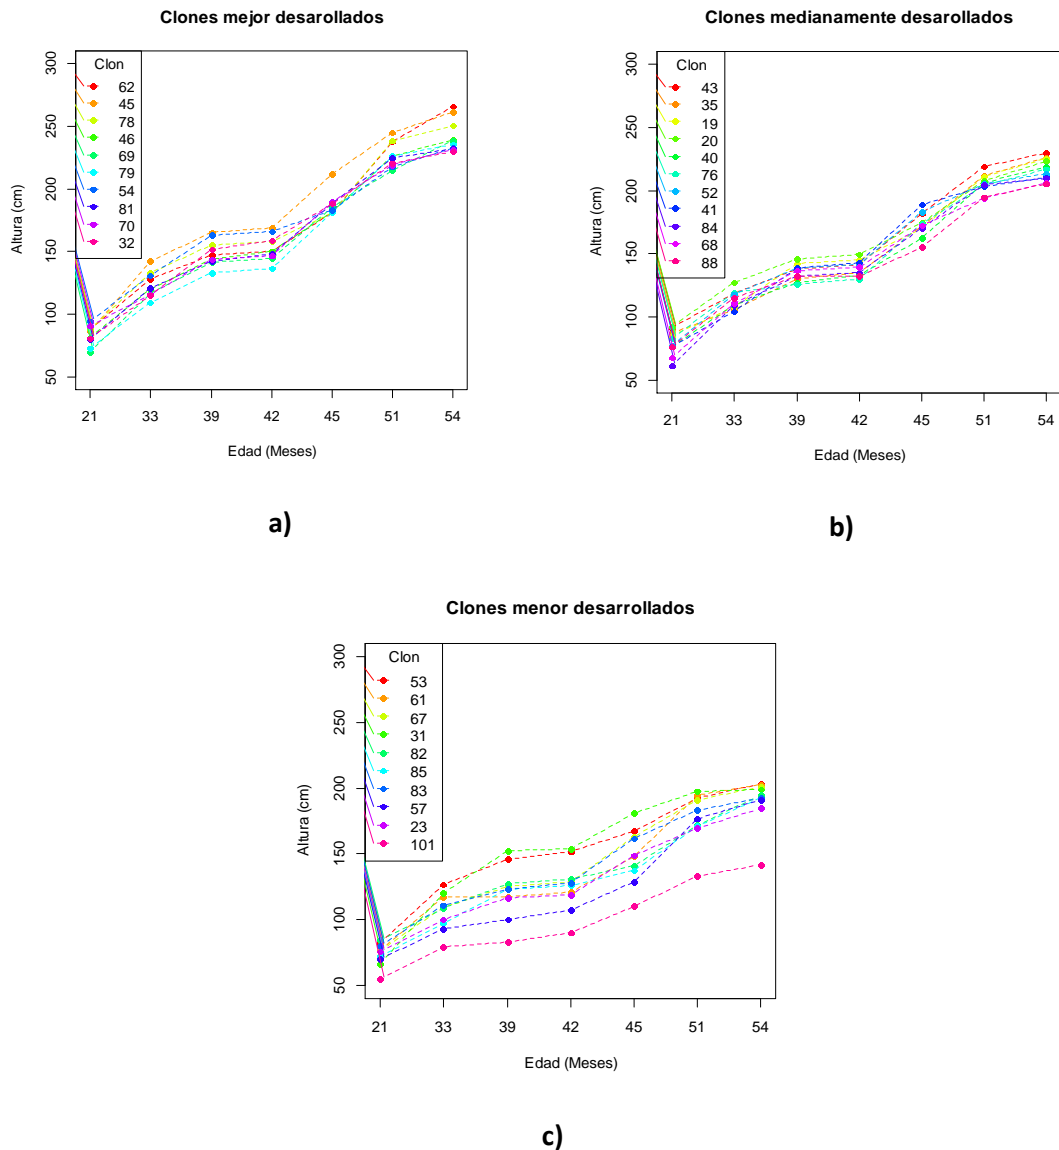 Clones mejor desarollados
Altura (cm)
300
250
200
150
100
50
Clon
62
45
78
46
69
79
54
81
70
32
21 33 39 42 45 51 54
Edad (Meses)
a)
Clones medianamente desarollados
Altura (cm)
300
250
200
150
100
50
Clon
43
35
19
20
40
76
52
41
84
68
88
21 33 39 42 45 51 54
Edad (Meses)
b)
Clones menor desarrollados
Altura (cm)
300
250
200
150
100
50
Clon
53
61
67
31
82
85
83
57
23
101
21 33 39 42 45 51 54
Edad (Meses)
c)